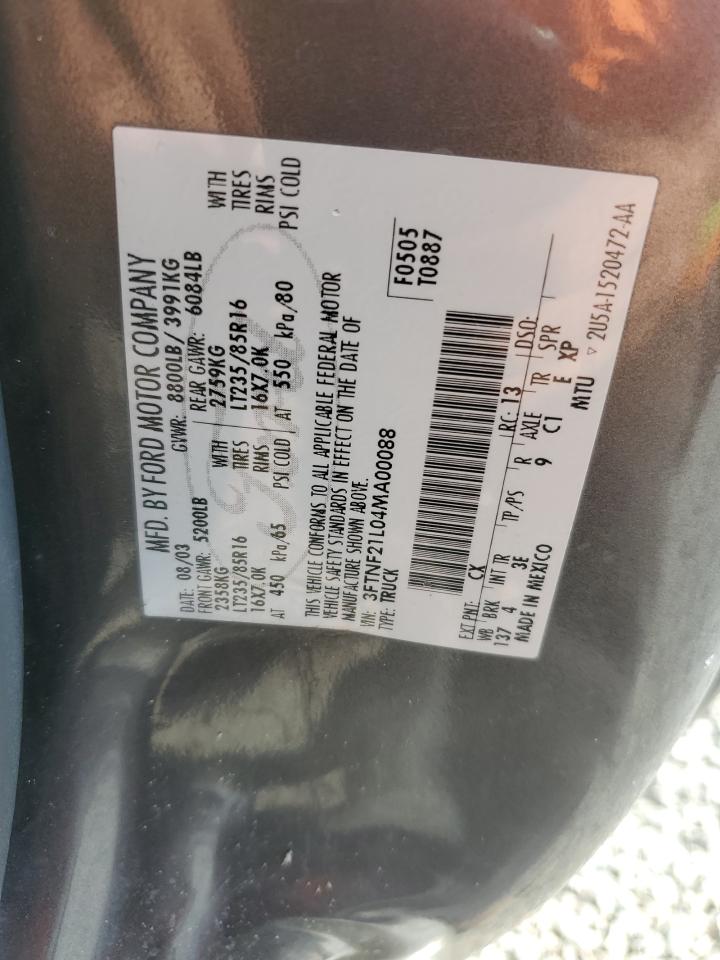 MFD. BY FORD MOTOR COMPANY
DATE: 08/03 GVWR: 8800LB/3991KG
FRONT GAWR: 5200LB REAR GAWR: 6084LB
2358KG WITH 2759KG WITH
LT235/85R16 TIRES LT235/85R16 TIRES
16X7.0K RIMS 16X7.0K RIMS
AT 450 kPa/65 PSI COLD AT 550 kPa/80 PSI COLD
THIS VEHICLE CONFORMS TO ALL APPLICABLE FEDERAL MOTOR
VEHICLE SAFETY STANDARDS IN EFFECT ON THE DATE OF
MANUFACTURE SHOWN ABOVE.
VIN: 3FTNF21L04MA00088
TYPE: TRUCK
F0505
T0887
EXT PNT: CX RC: 13 DSO:
WB BRK INT TR TP/PS R AXLE TR SPR
137 4 3E 9 C1 E XP
MADE IN MEXICO MTU
▽ 2U5A-1520472-AA